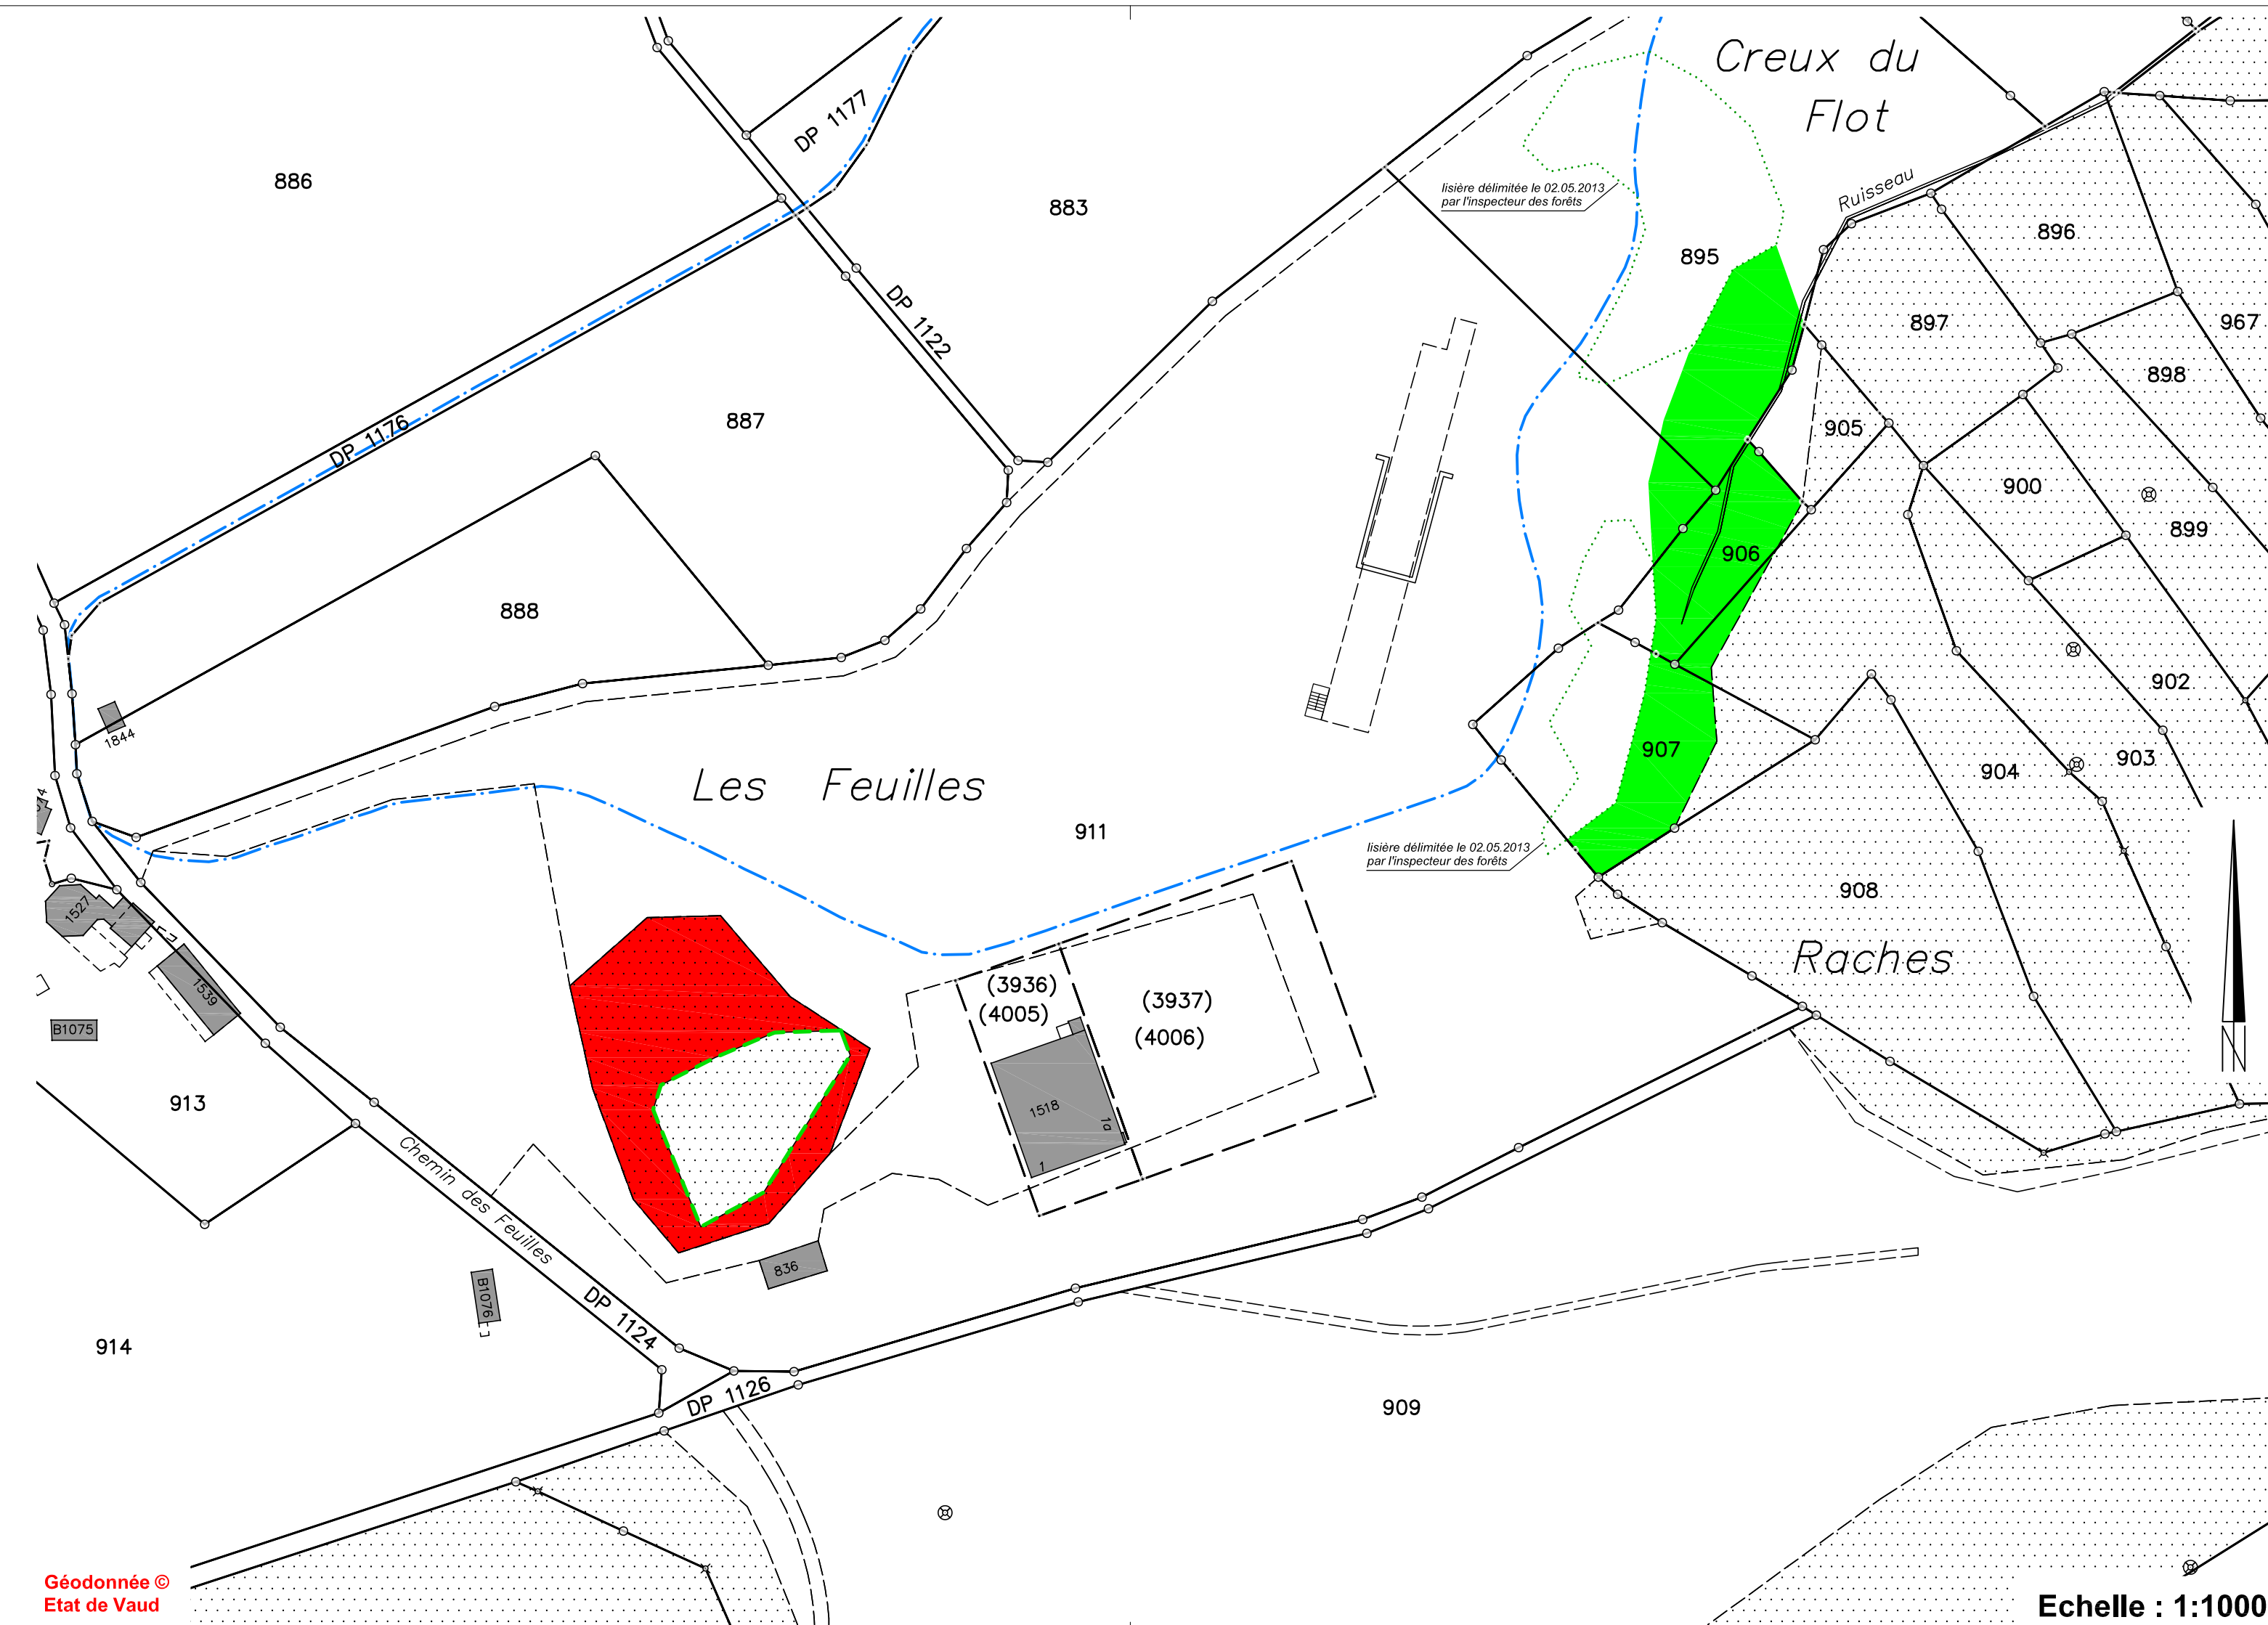 Creux du
Flot
DP 1177
886
883
lisière délimitée le 02.05.2013
par l'inspecteur des forêts
Ruisseau
895
896
897
967
DP 1122
898
887
DP 1176
905
900
899
906
888
902
1844
907
903
904
Les Feuilles
911
lisière délimitée le 02.05.2013
par l'inspecteur des forêts
908
Raches
1527
1539
(3936)
(4005)
(3937)
(4006)
B1075
N
913
1518
1a
1
Chemin des Feuilles
836
B1076
DP 1124
914
DP 1126
909
Géodonnée ©
Etat de Vaud
Echelle : 1:1000